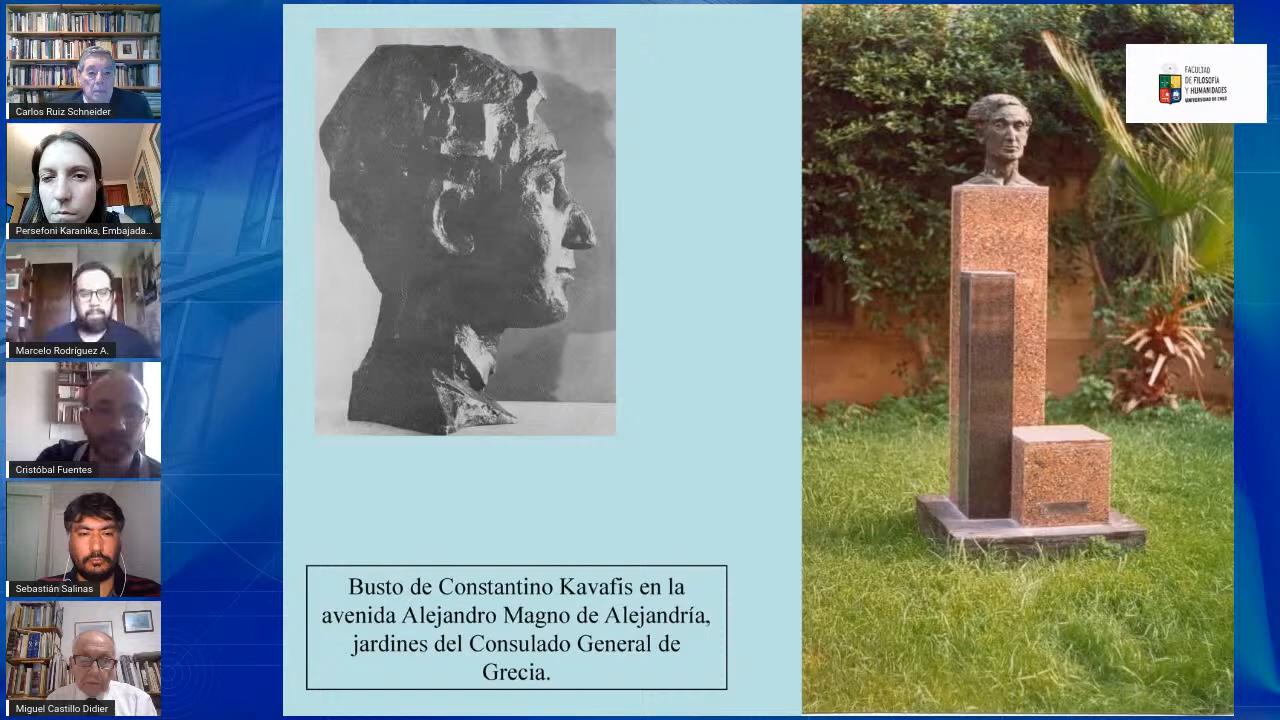 Carlos Ruiz Schneider
Persefoni Karanika, Embajada...
Marcelo Rodríguez A.
Cristóbal Fuentes
Sebastián Salinas
Miguel Castillo Didier
Busto de Constantino Kavafis en la
avenida Alejandro Magno de Alejandría,
jardines del Consulado General de
Grecia.
FACULTAD
DE FILOSOFÍA
Y HUMANIDADES
UNIVERSIDAD DE CHILE